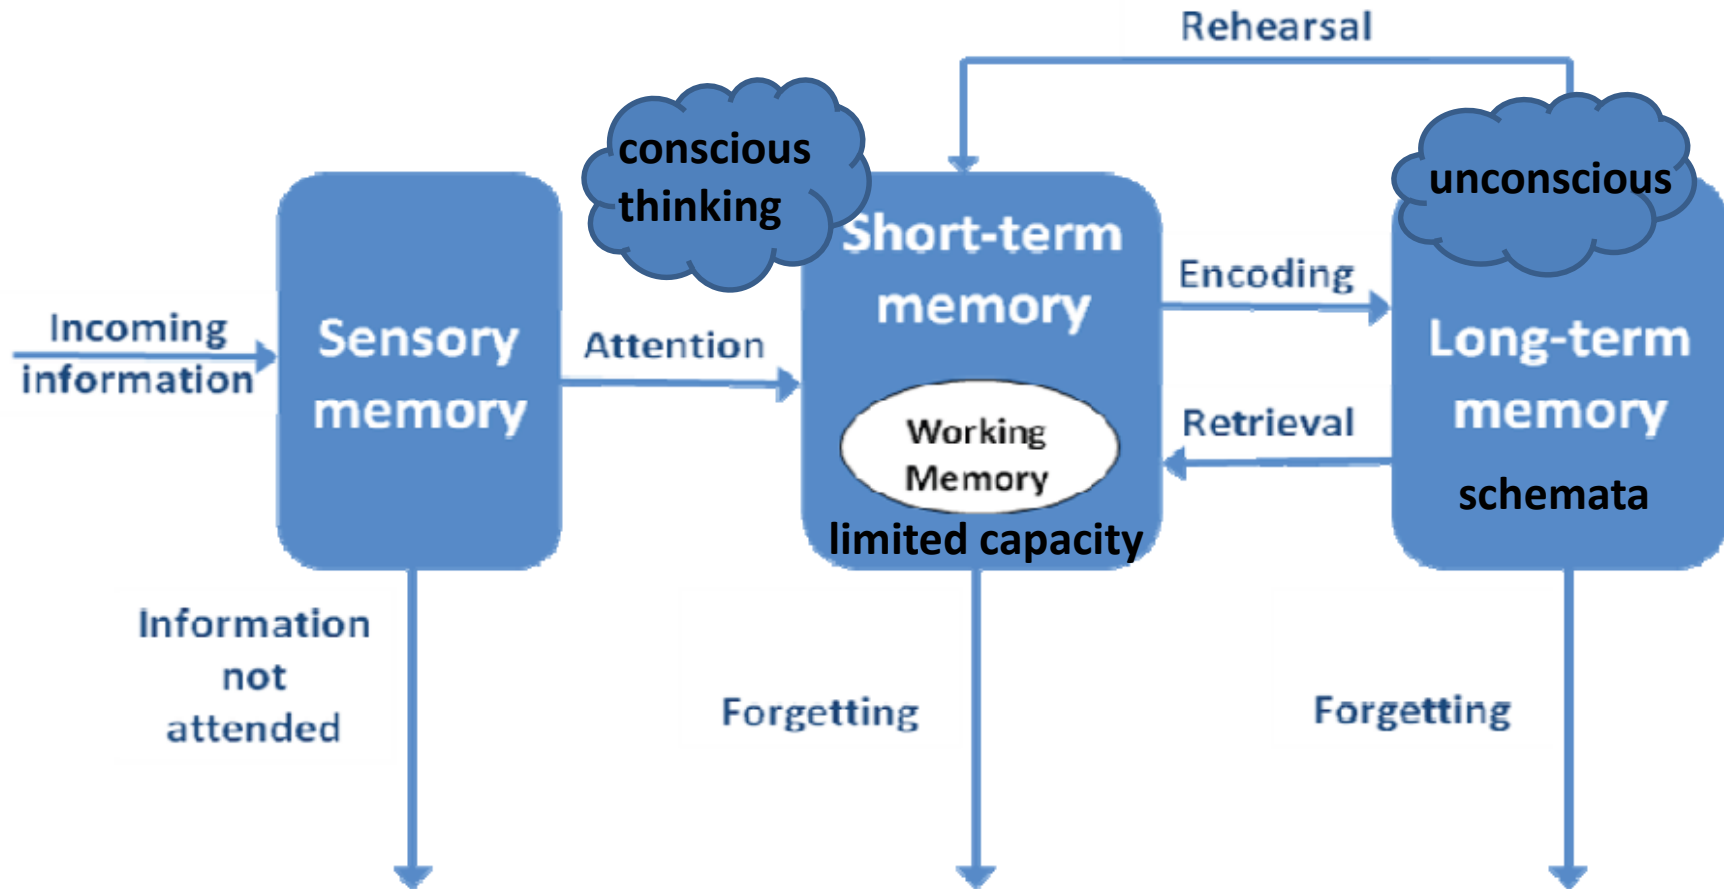 Rehearsal
conscious
thinking
unconscious
Short-term
memory
Encoding
Incoming
information
Sensory
memory
Attention
Long-term
memory
Working
Memory
Retrieval
schemata
limited capacity
Information
not
attended
Forgetting
Forgetting